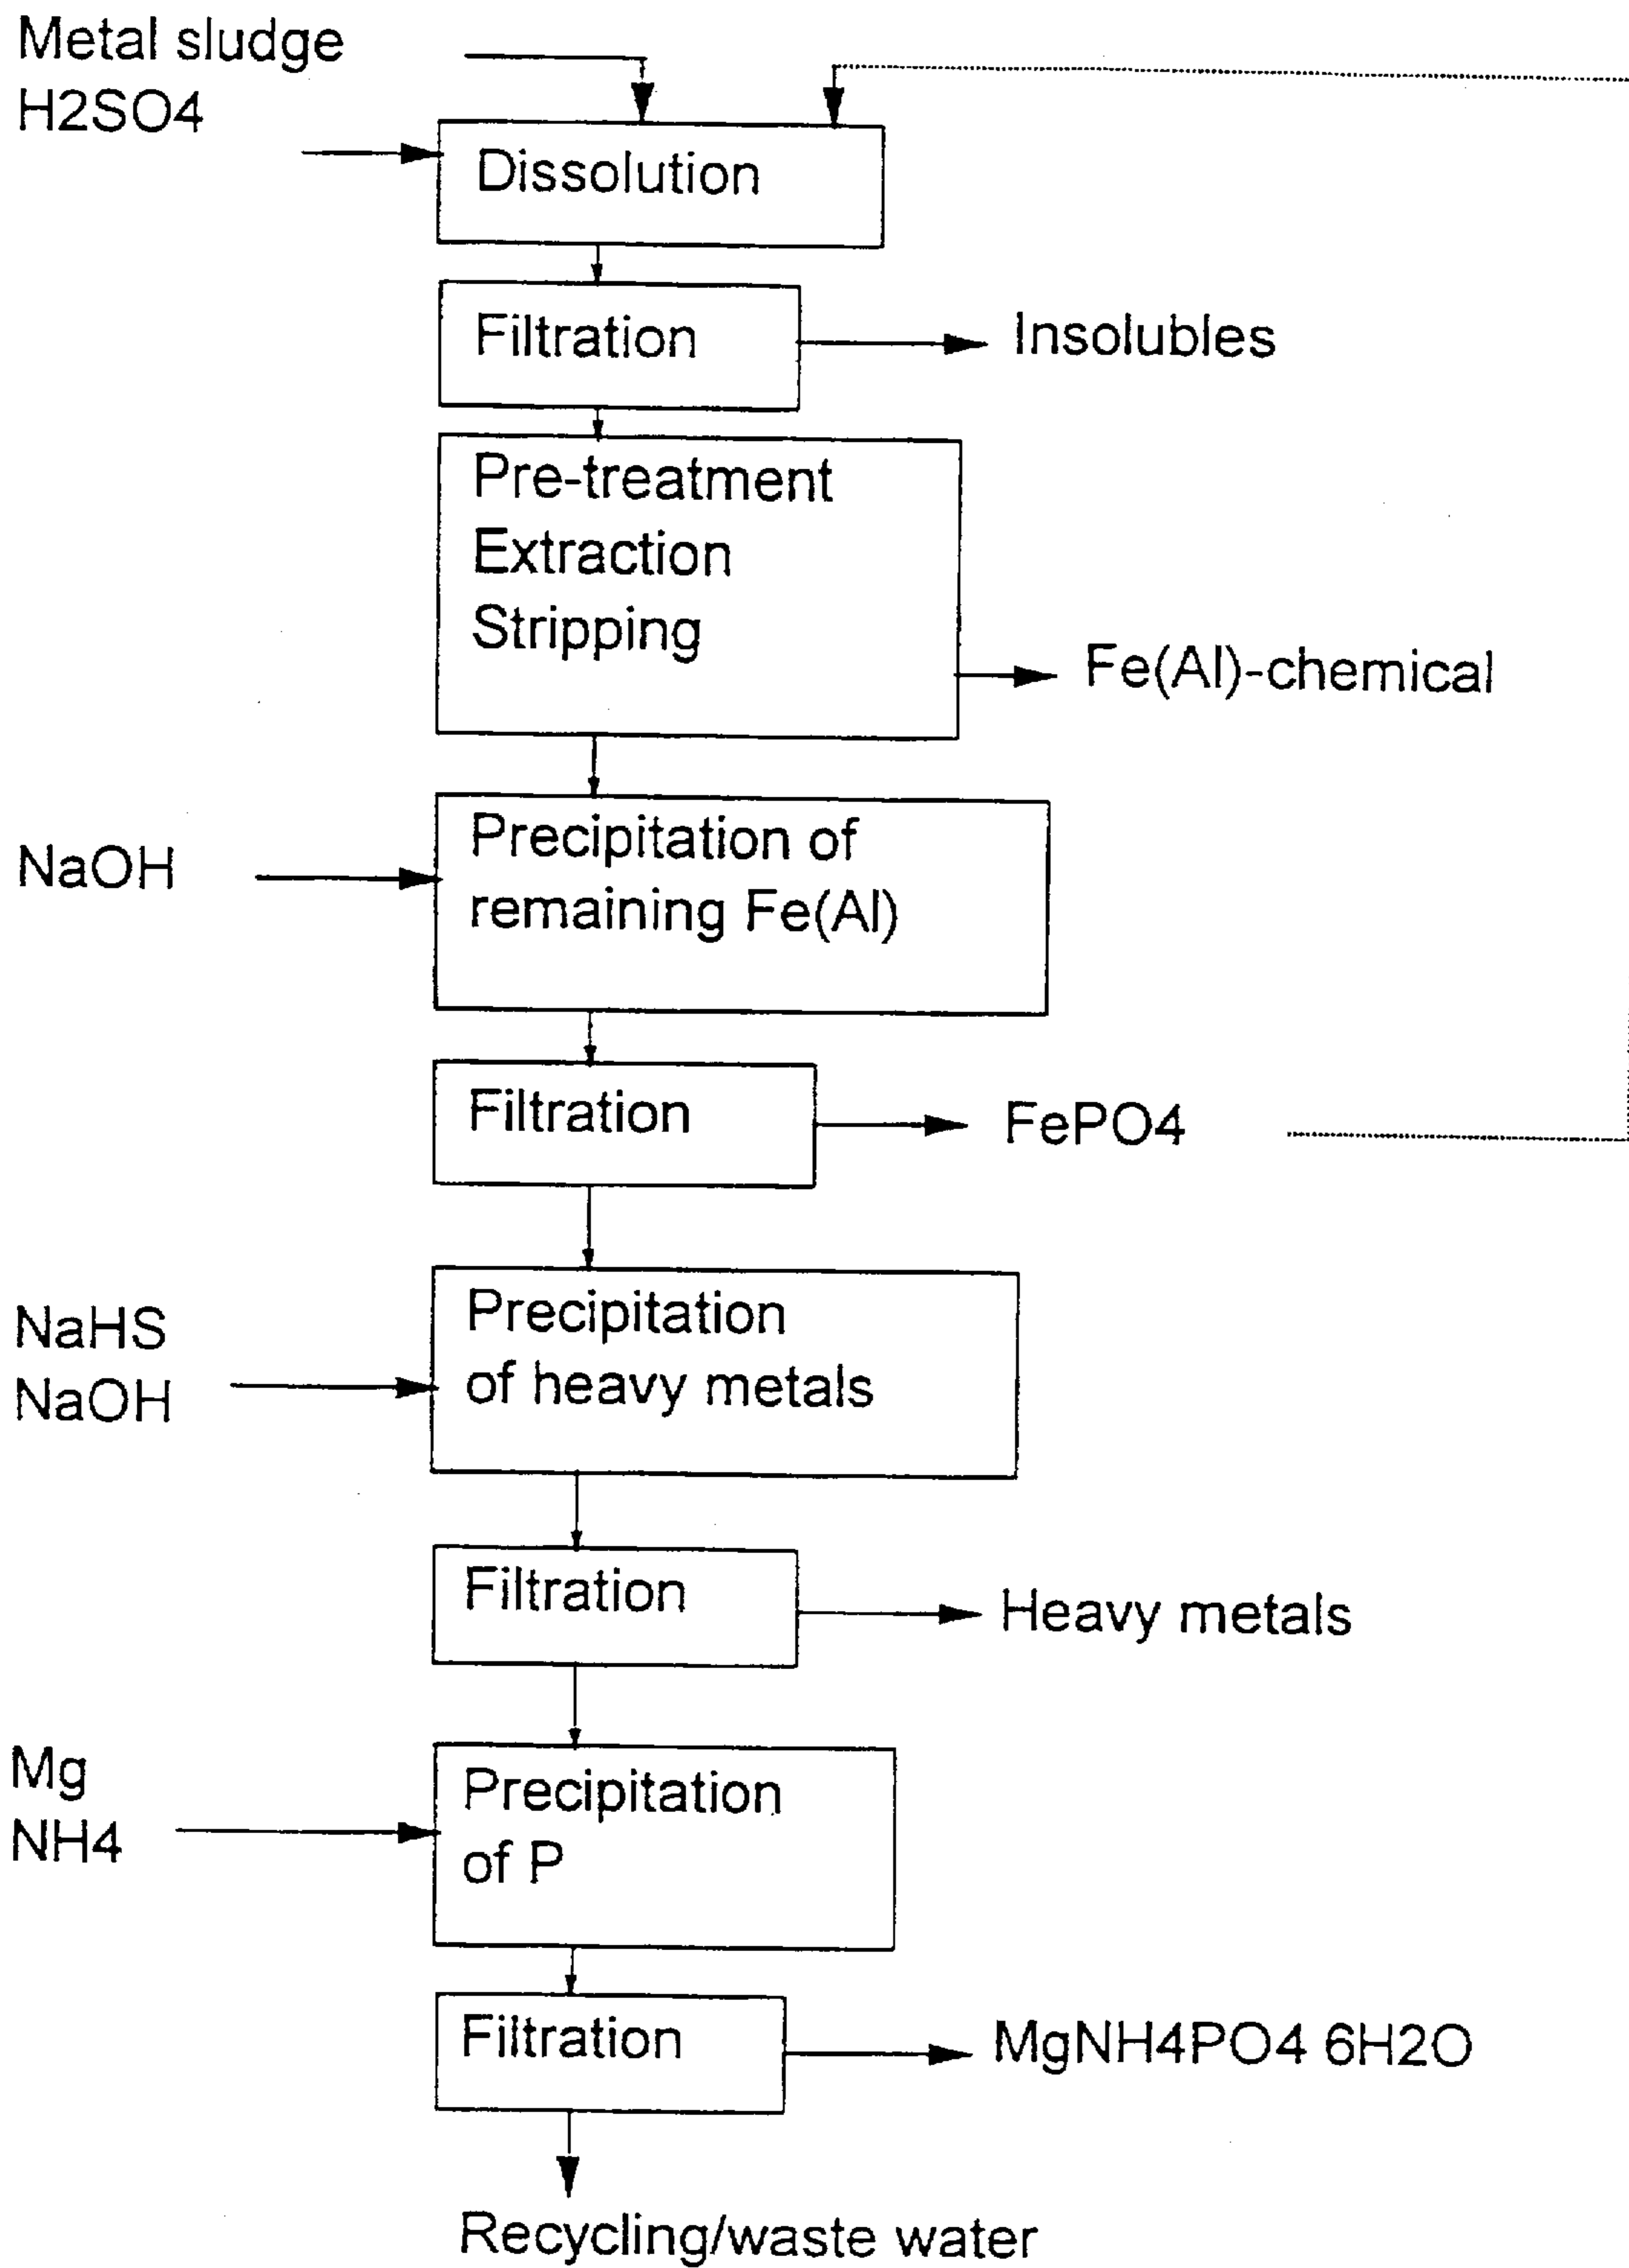 Metal sludge
H2SO4
Dissolution
Filtration
Insolubles
Pre-treatment
Extraction
Stripping
Fe(Al)-chemical
NaOH
Precipitation of
remaining Fe(Al)
Filtration
FePO4
NaHS
NaOH
Precipitation
of heavy metals
Filtration
Heavy metals
Mg
NH4
Precipitation
of P
Filtration
MgNH4PO4 6H2O
Recycling/waste water